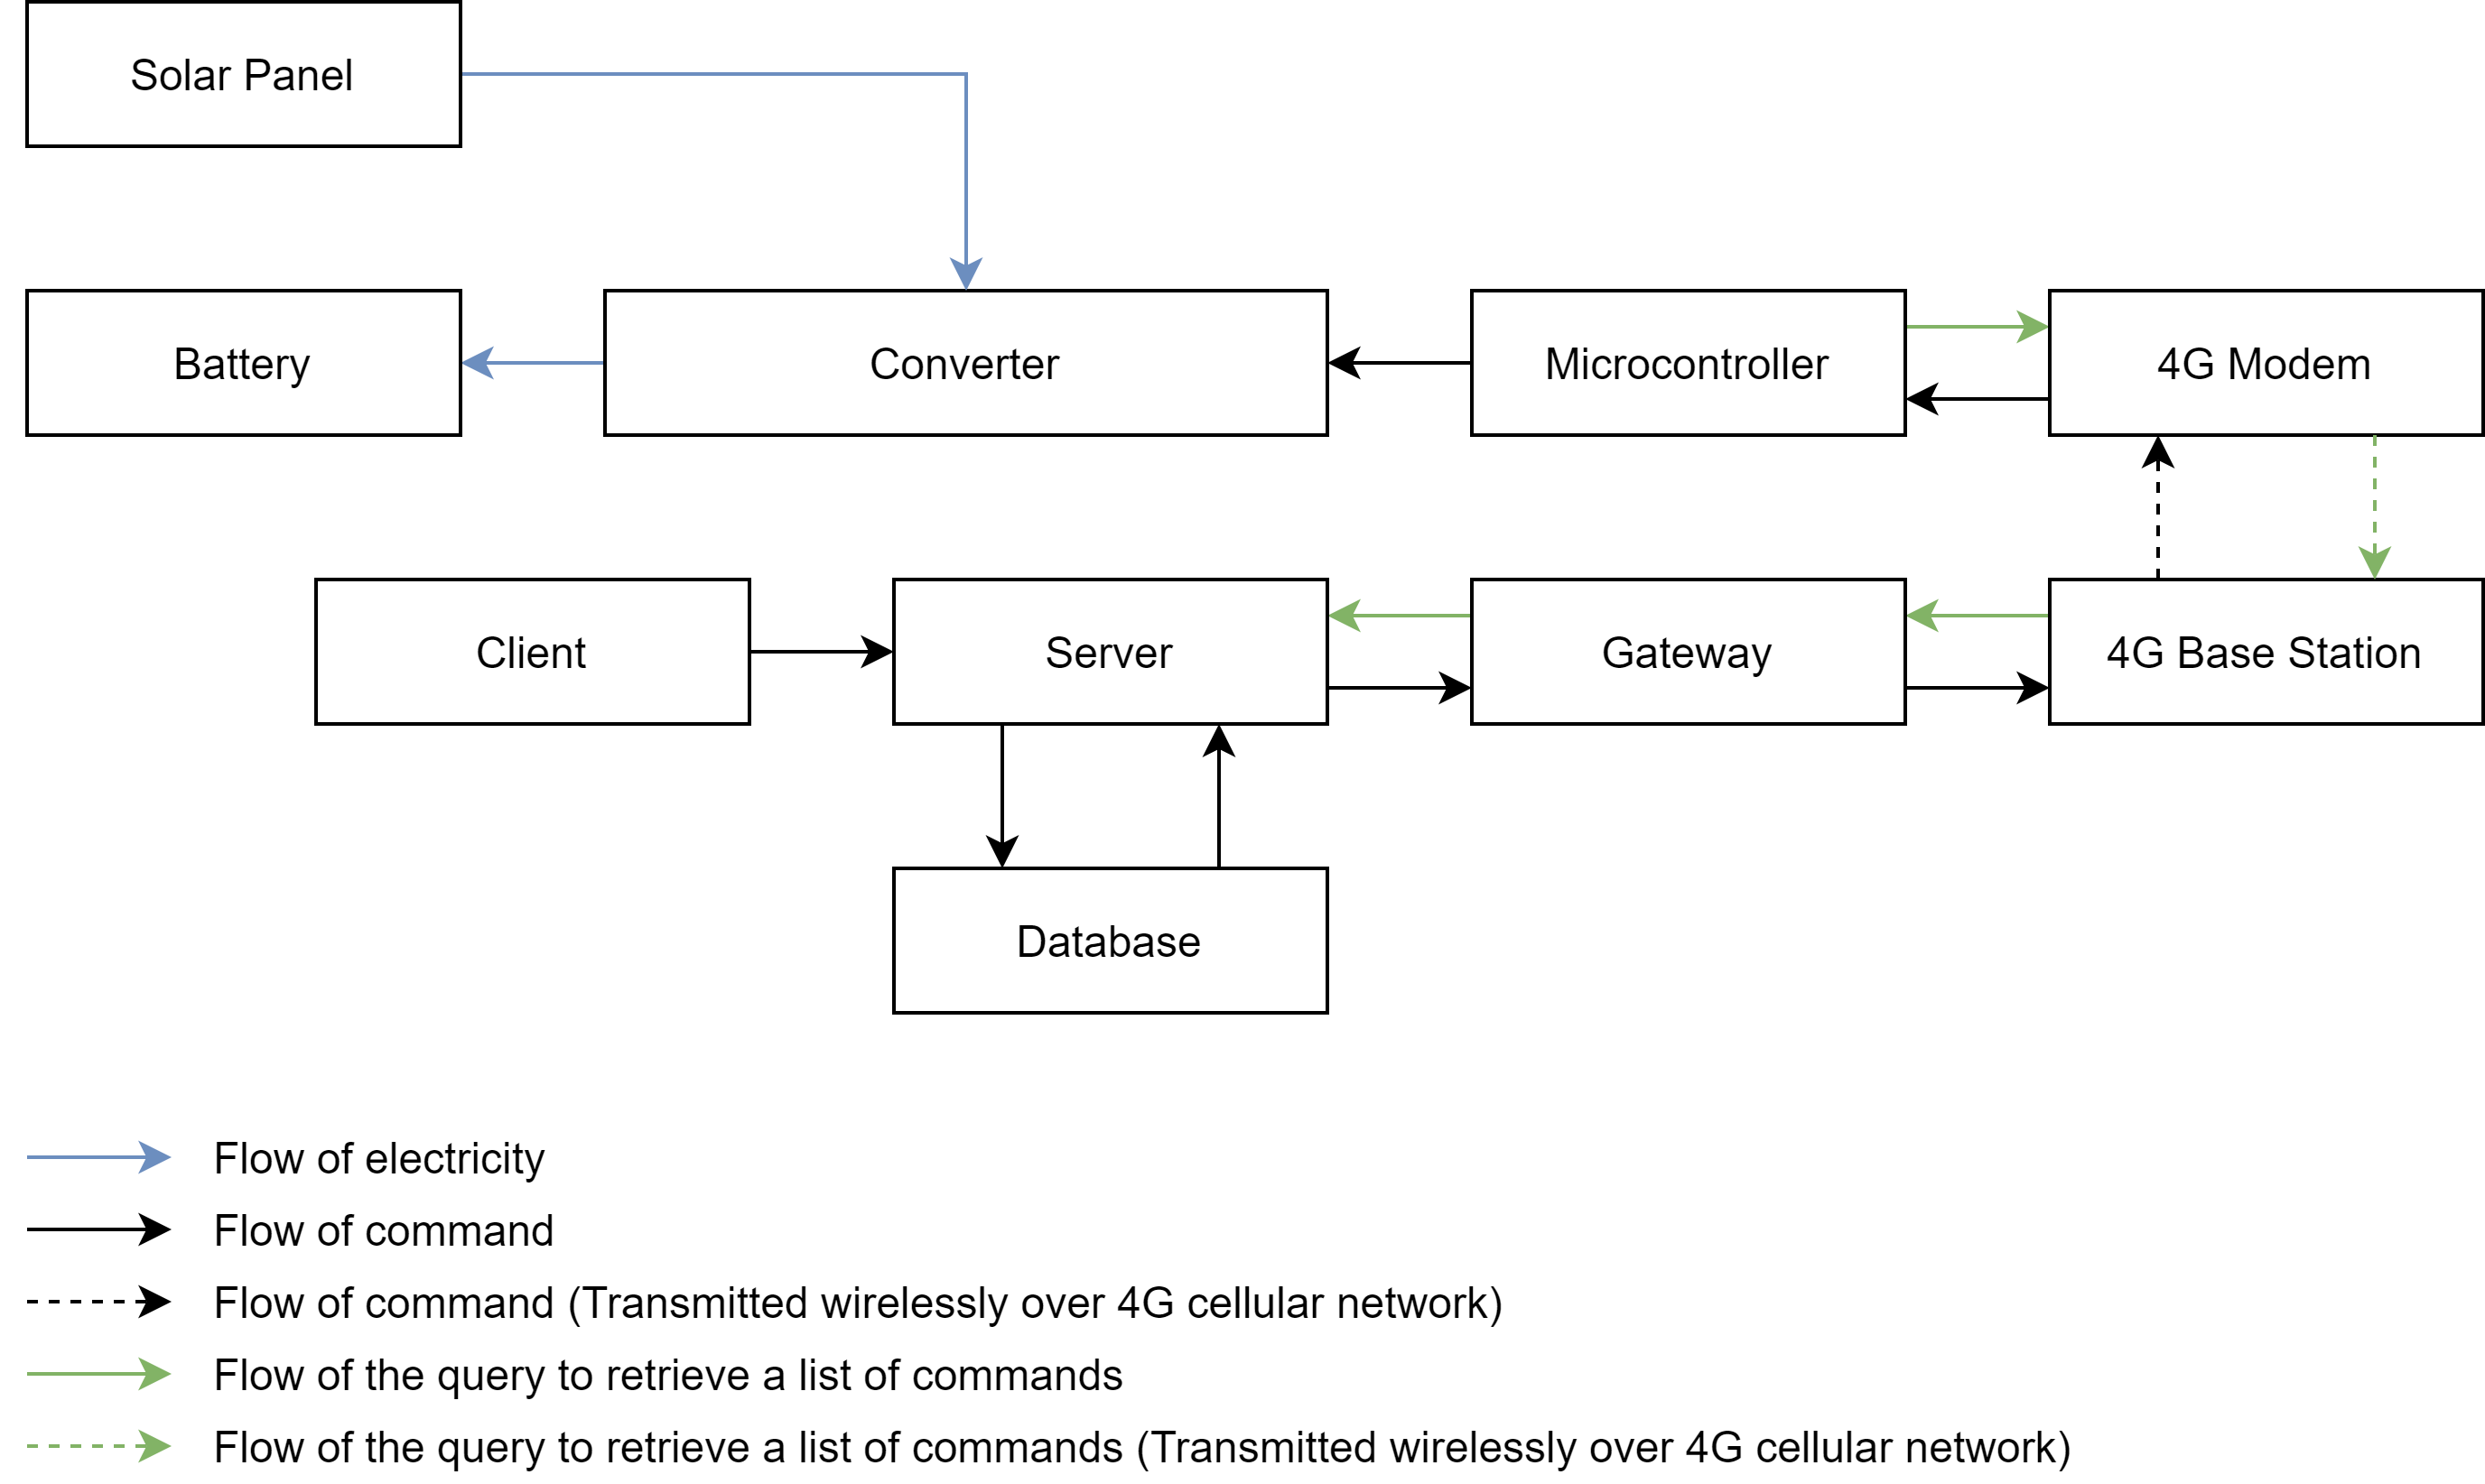 Solar Panel
Battery
Converter
Microcontroller
4G Modem
Client
Server
Gateway
4G Base Station
Database
Flow of electricity
Flow of command
Flow of command (Transmitted wirelessly over 4G cellular network)
Flow of the query to retrieve a list of commands
Flow of the query to retrieve a list of commands (Transmitted wirelessly over 4G cellular network)